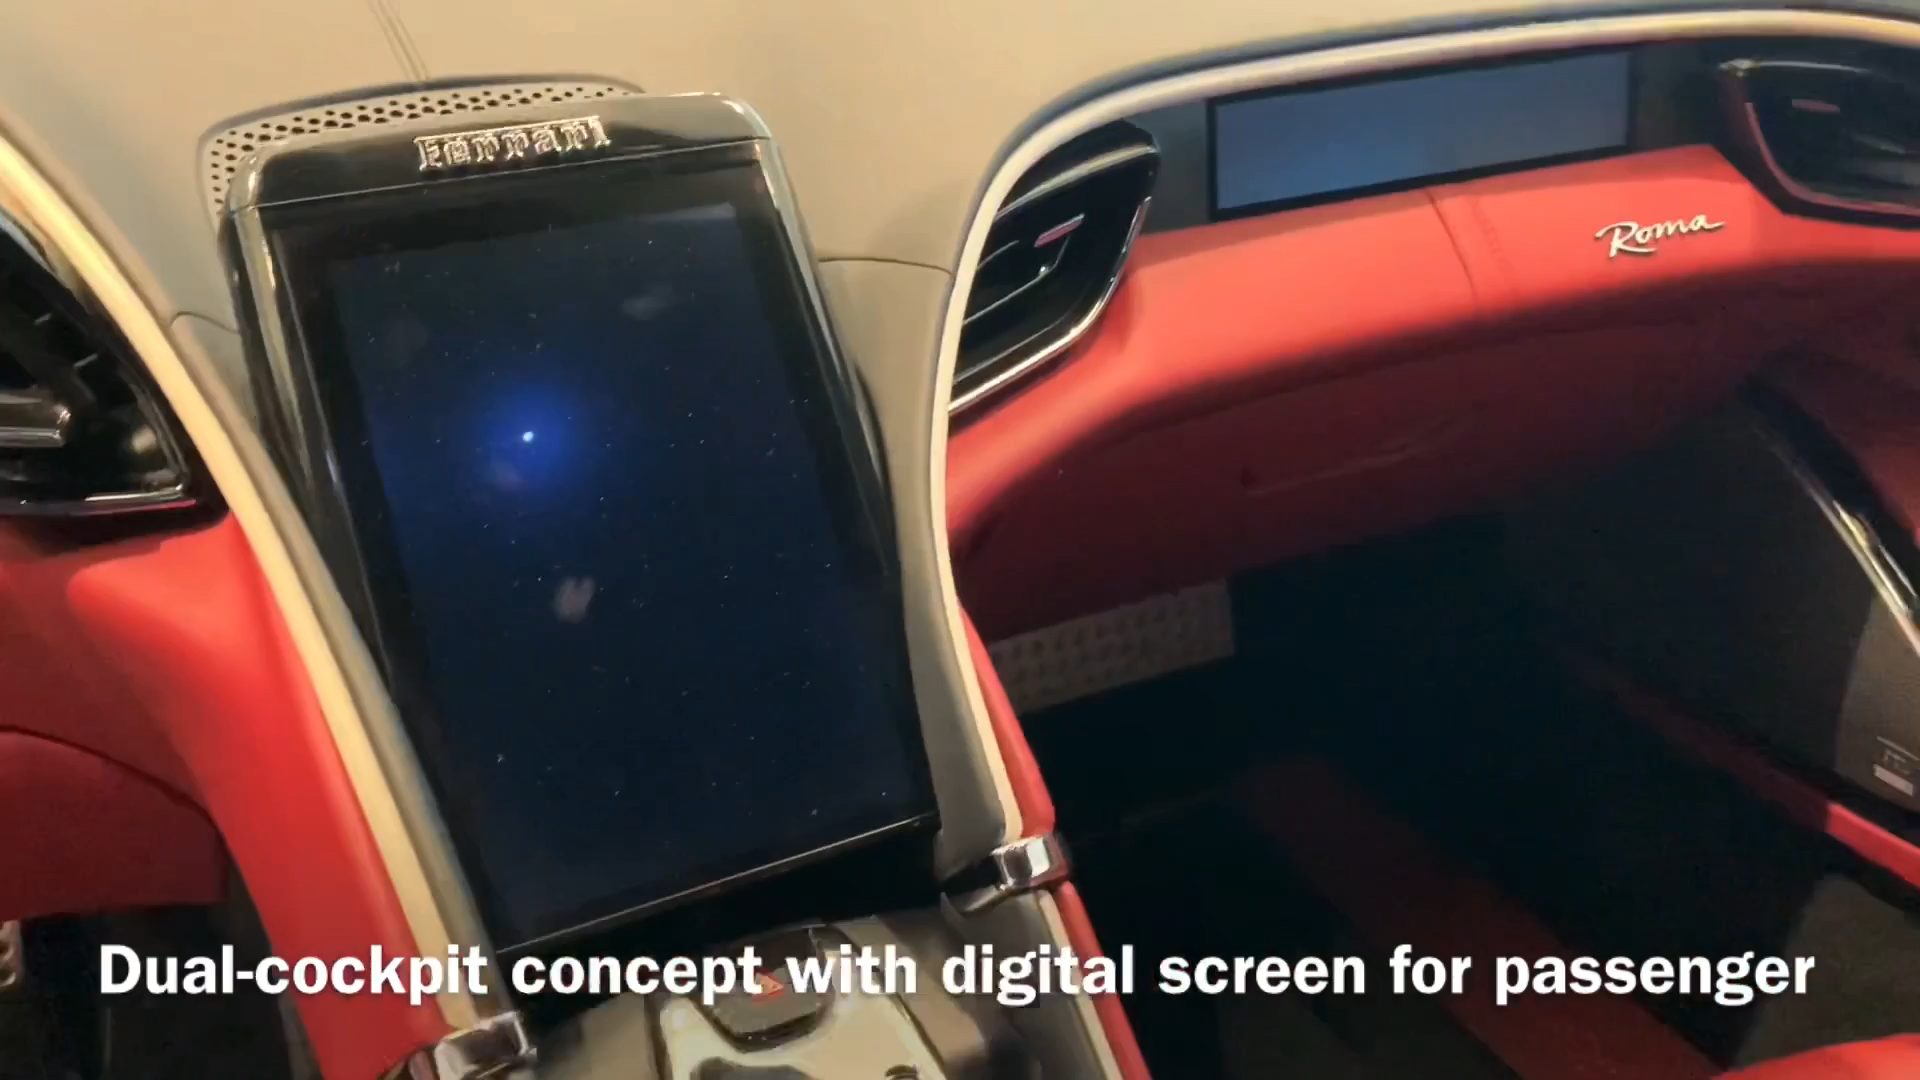 Ferrari
Roma
Dual-cockpit concept with digital screen for passenger